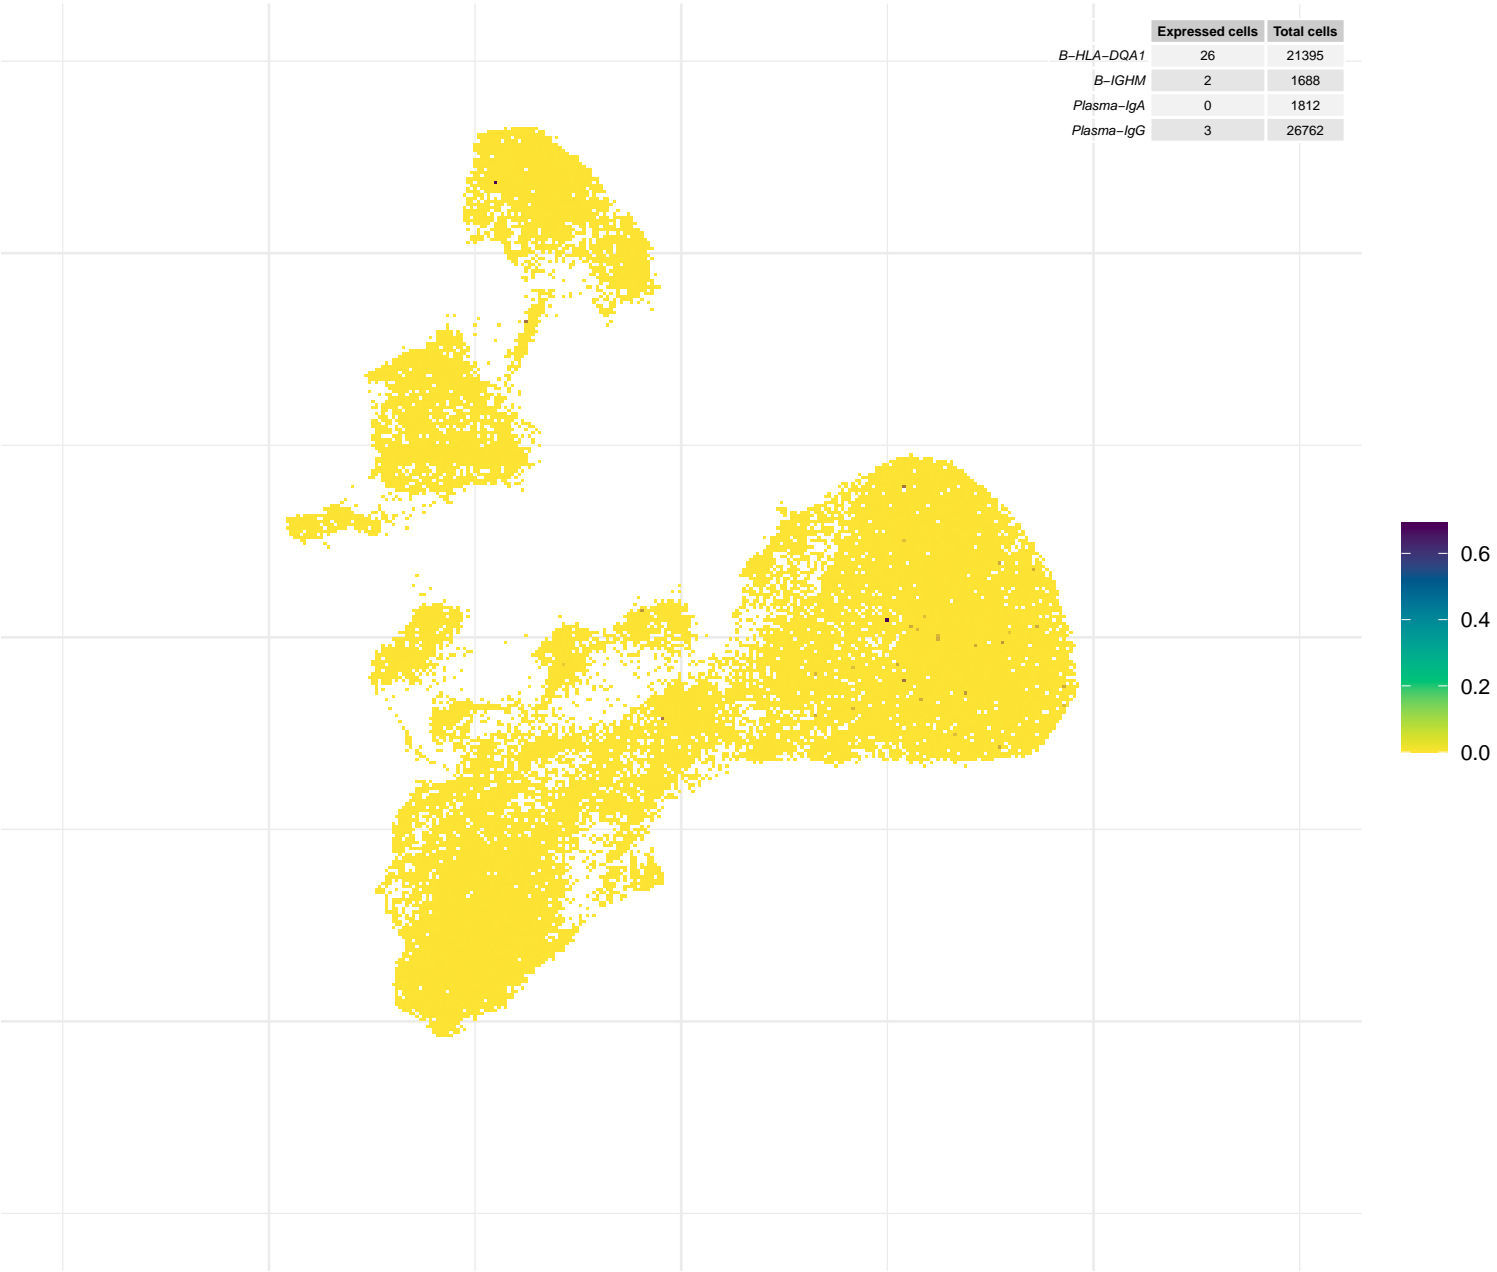 Expressed cells Total cells
B−HLA−DQA1 26 21395
B−IGHM 2 1688
Plasma−IgA 0 1812
Plasma−IgG 3 26762
0.6
0.4
0.2
0.0